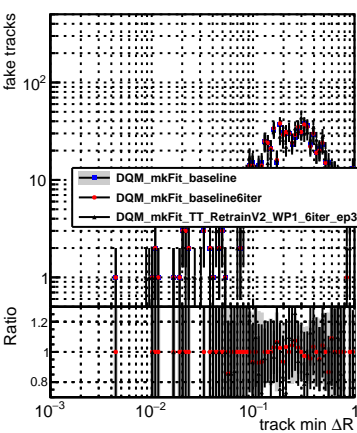 fake tracks
10²
DQM_mkFit_baseline
10
DQM_mkFit_baseline6iter
DQM_mkFit_TT_RetrainV2_WP1_6iter_ep3
1
Ratio
1.2
1
0.8
10⁻³ 10⁻² 10⁻¹ 1
track min ΔR